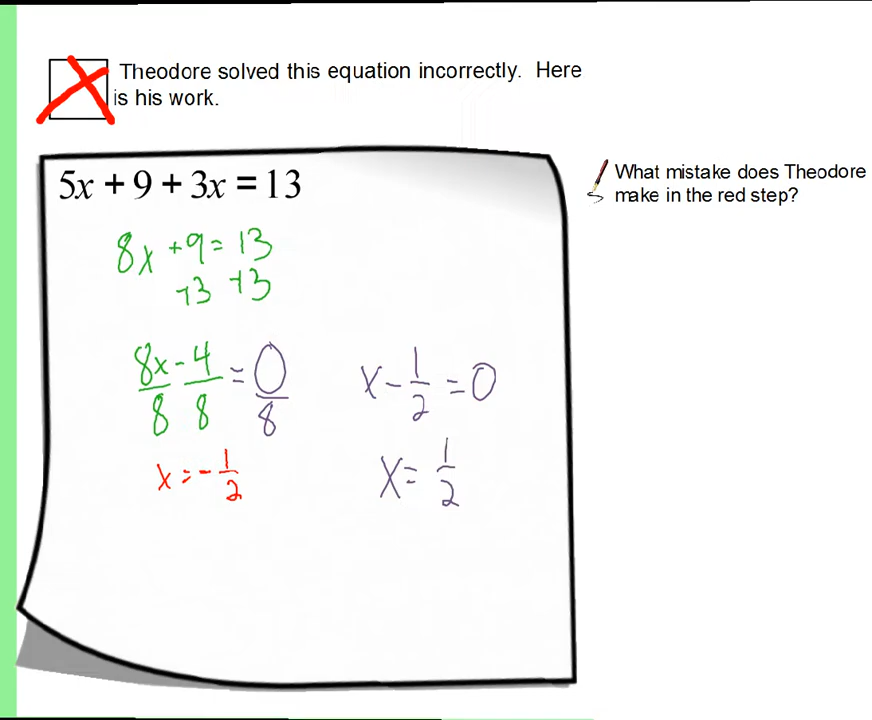 Theodore solved this equation incorrectly. Here
is his work.
What mistake does Theodore
make in the red step?
5x + 9 + 3x = 13
8x + 9 = 13
-13 -13
8x - 4 = 0
8 8 8
x = - 1/2
x - 1/2 = 0
x = 1/2